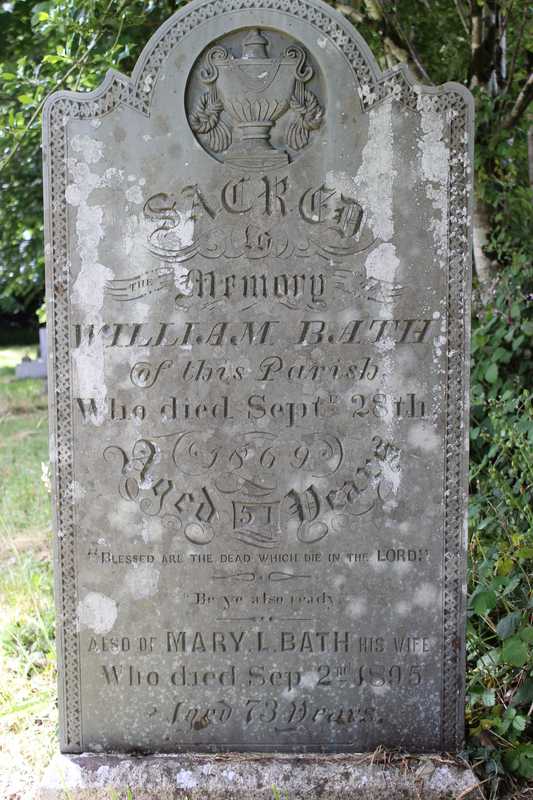 SACRED
to
THE Memory OF
WILLIAM BATH
Of this Parish
Who died Septr. 28th
1869
Aged 51 Years
"BLESSED ARE THE DEAD WHICH DIE IN THE LORD."
"Be ye also ready"
ALSO OF MARY. L. BATH HIS WIFE
Who died Sep 2nd 1895
Aged 73 Years.